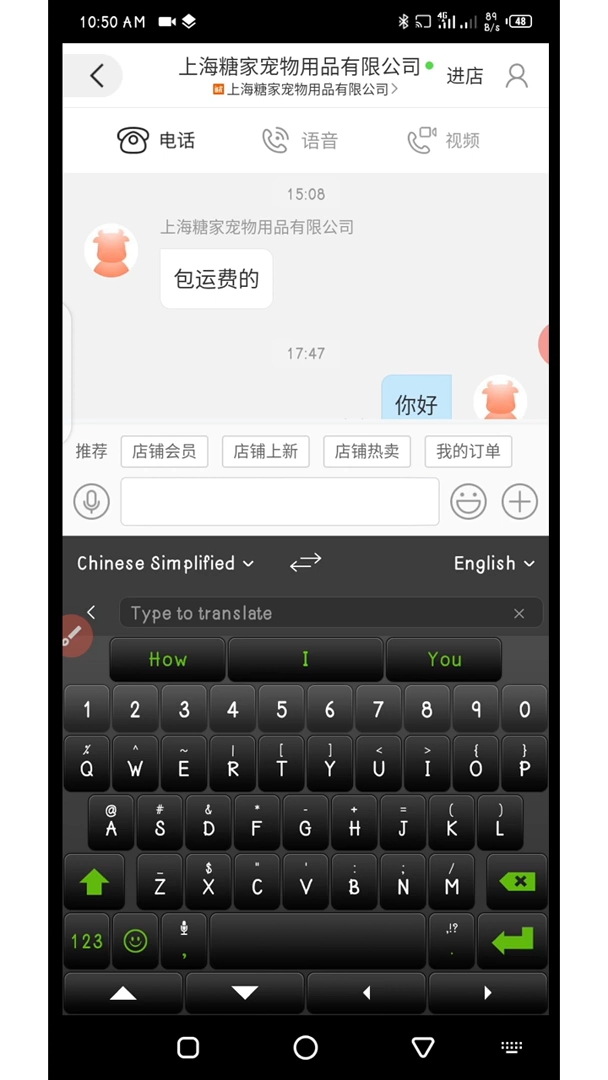 10:50 AM 4G 89 B/s 48
上海糖家宠物用品有限公司 进店
上海糖家宠物用品有限公司
电话 语音 视频
15:08
上海糖家宠物用品有限公司
包运费的
17:47
你好
推荐 店铺会员 店铺上新 店铺热卖 我的订单
Chinese Simplified English
Type to translate
How I You
1 2 3 4 5 6 7 8 9 0
% ^ ~ | [ ] < > { }
Q W E R T Y U I O P
@ # & * - + = ( )
A S D F G H J K L
_ $ " ' : ; /
Z X C V B N M
123 , ,!? .